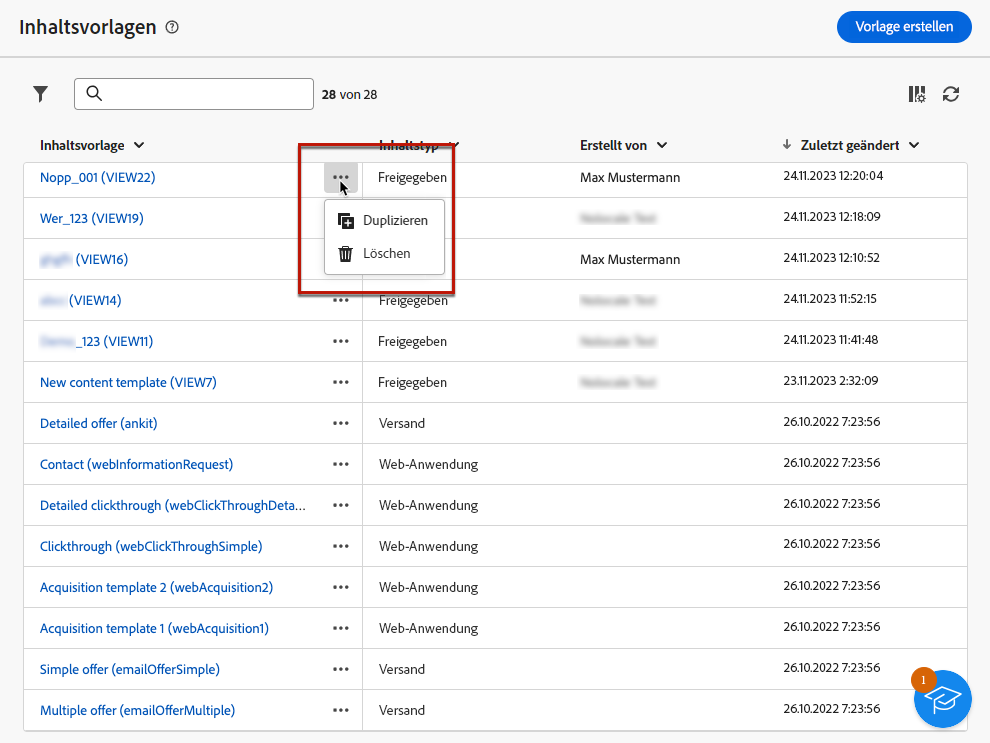 Inhaltsvorlagen
Vorlage erstellen
28 von 28
Inhaltsvorlage Inhaltstyp Erstellt von Zuletzt geändert
Nopp_001 (VIEW22) ••• Freigegeben Max Mustermann 24.11.2023 12:20:04
Wer_123 (VIEW19) 24.11.2023 12:18:09
Duplizieren
(VIEW16) Max Mustermann 24.11.2023 12:10:52
Löschen
(VIEW14) ••• Freigegeben 24.11.2023 11:52:15
_123 (VIEW11) ••• Freigegeben 24.11.2023 11:41:48
New content template (VIEW7) ••• Freigegeben 23.11.2023 2:32:09
Detailed offer (ankit) ••• Versand 26.10.2022 7:23:56
Contact (webInformationRequest) ••• Web-Anwendung 26.10.2022 7:23:56
Detailed clickthrough (webClickThroughDeta... ••• Web-Anwendung 26.10.2022 7:23:56
Clickthrough (webClickThroughSimple) ••• Web-Anwendung 26.10.2022 7:23:56
Acquisition template 2 (webAcquisition2) ••• Web-Anwendung 26.10.2022 7:23:56
Acquisition template 1 (webAcquisition1) ••• Web-Anwendung 26.10.2022 7:23:56
Simple offer (emailOfferSimple) ••• Versand 26.10.2022 7:23:56
1
Multiple offer (emailOfferMultiple) ••• Versand 26.10.2022 7:23:56